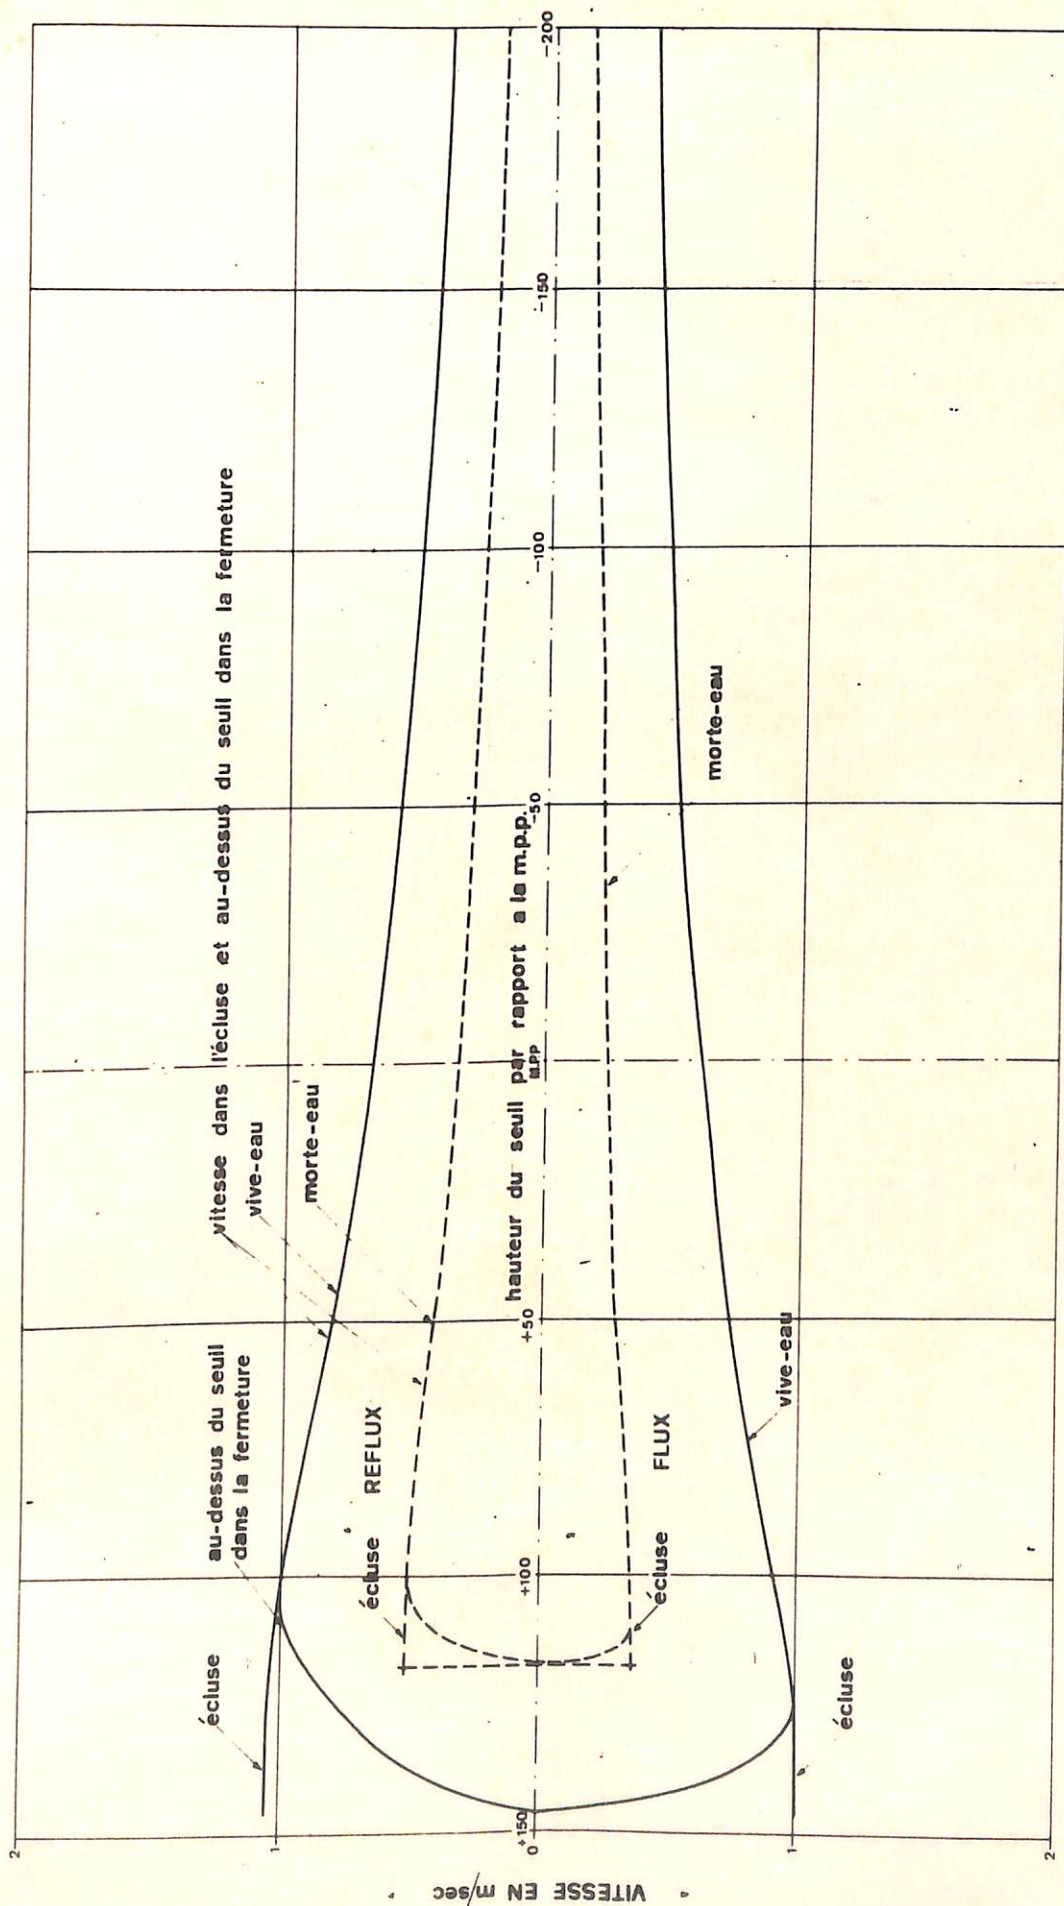 vitesse dans l'écluse et au-dessus du seuil dans la fermeture
vive-eau
morte-eau
au-dessus du seuil
dans la fermeture
écluse
écluse
REFLUX
hauteur du seuil par rapport a la m.p.p.
M.P.P
+150
+100
+50
-50
-100
-150
-200
FLUX
écluse
écluse
vive-eau
morte-eau
2
1
0
1
2
VITESSE EN m/sec